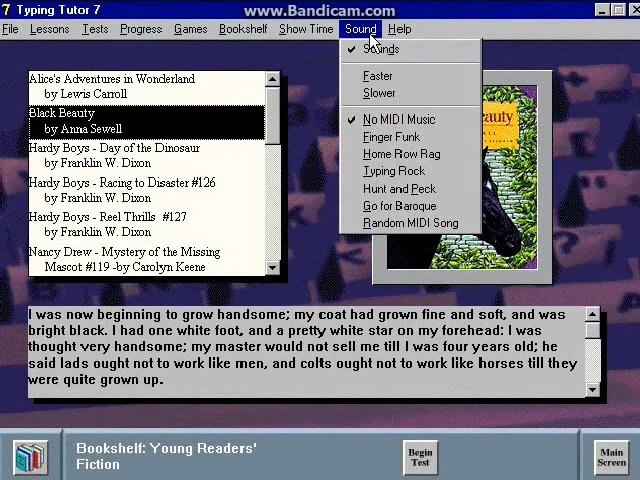 7 Typing Tutor 7
www.Bandicam.com
File Lessons Tests Progress Games Bookshelf Show Time Sound Help
Sounds
Faster
Slower
No MIDI Music
Finger Funk
Home Row Rag
Typing Rock
Hunt and Peck
Go for Baroque
Random MIDI Song
Alice's Adventures in Wonderland
by Lewis Carroll
Black Beauty
by Anna Sewell
Hardy Boys - Day of the Dinosaur
by Franklin W. Dixon
Hardy Boys - Racing to Disaster #126
by Franklin W. Dixon
Hardy Boys - Reel Thrills #127
by Franklin W. Dixon
Nancy Drew - Mystery of the Missing
Mascot #119 -by Carolyn Keene
I was now beginning to grow handsome; my coat had grown fine and soft, and was
bright black. I had one white foot, and a pretty white star on my forehead: I was
thought very handsome; my master would not sell me till I was four years old; he
said lads ought not to work like men, and colts ought not to work like horses till they
were quite grown up.
Bookshelf: Young Readers'
Fiction
Begin
Test
Main
Screen